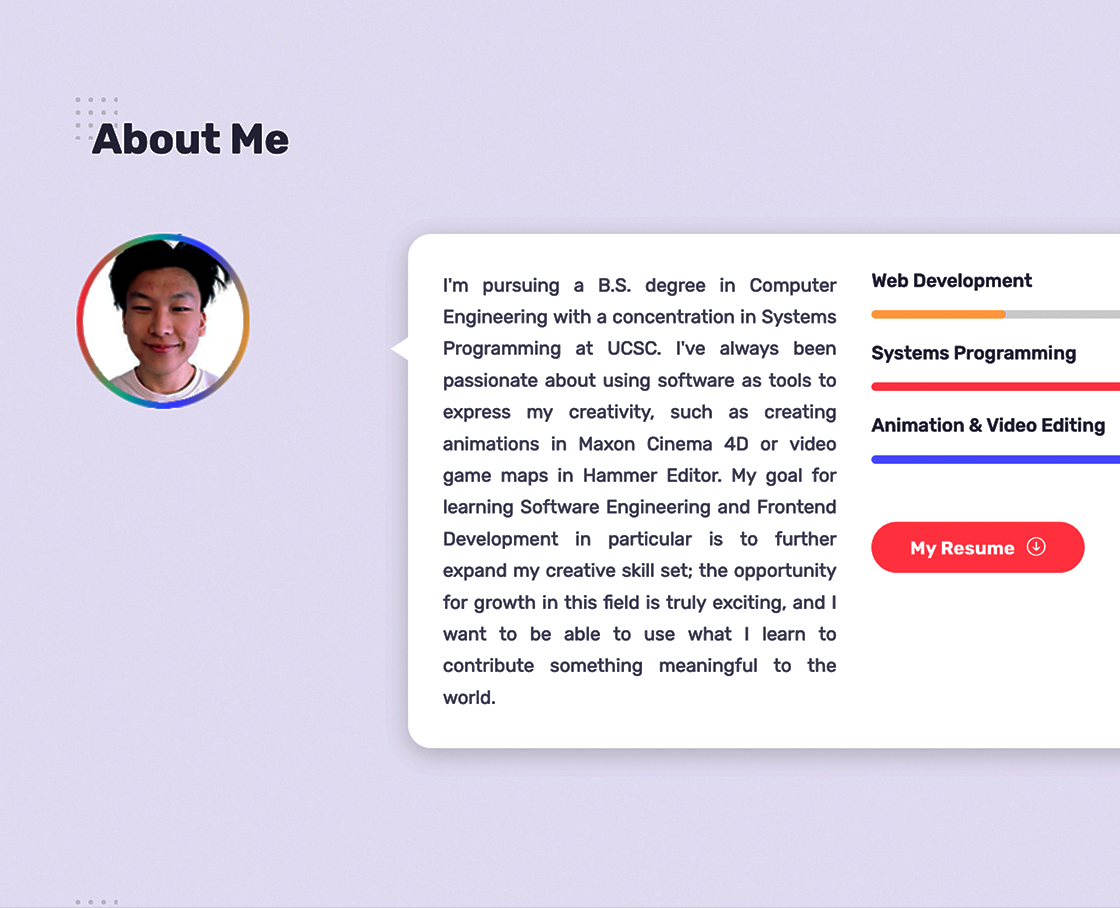 About Me
I'm pursuing a B.S. degree in Computer
Engineering with a concentration in Systems
Programming at UCSC. I've always been
passionate about using software as tools to
express my creativity, such as creating
animations in Maxon Cinema 4D or video
game maps in Hammer Editor. My goal for
learning Software Engineering and Frontend
Development in particular is to further
expand my creative skill set; the opportunity
for growth in this field is truly exciting, and I
want to be able to use what I learn to
contribute something meaningful to the
world.
Web Development
Systems Programming
Animation & Video Editing
My Resume